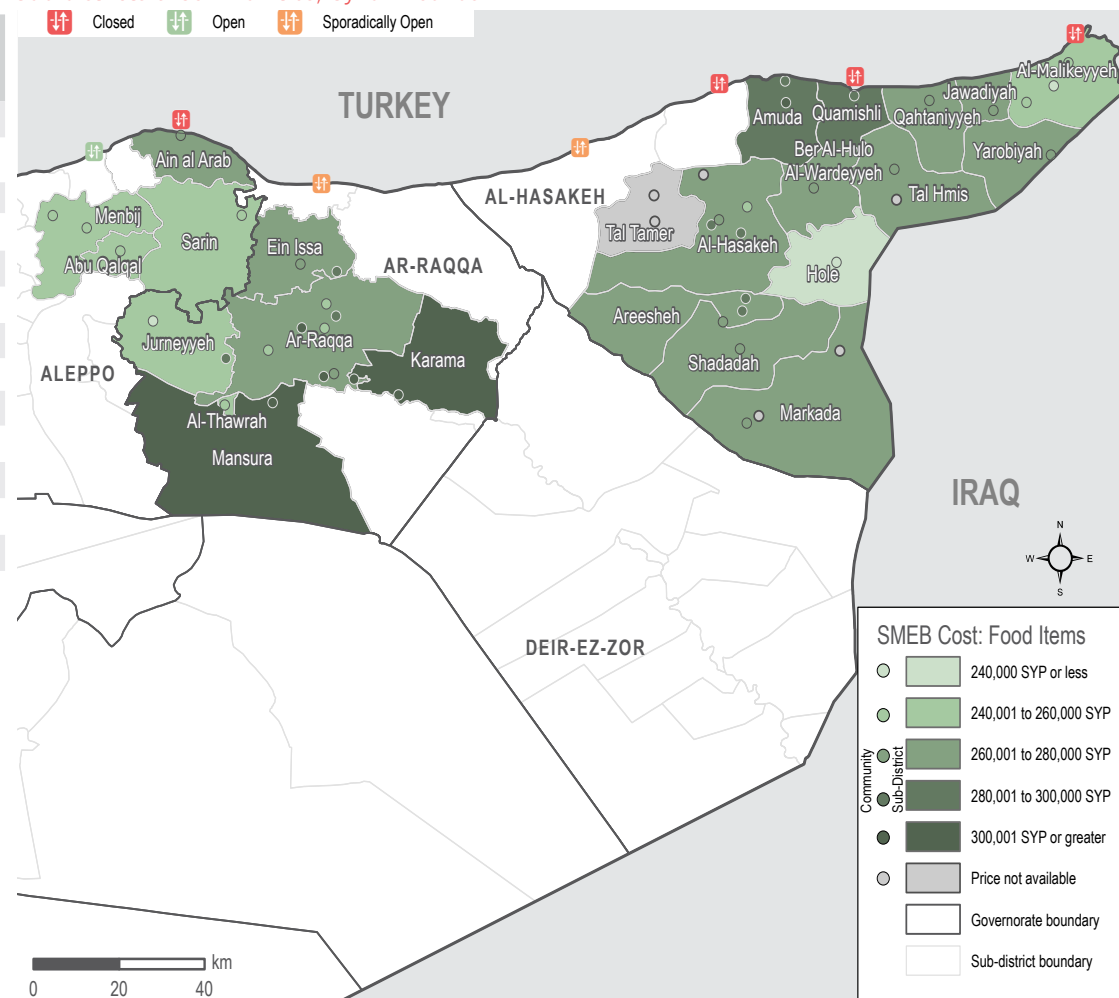 Closed
Open
Sporadically Open
TURKEY
Al-Malikeyyeh
Jawadiyah
Amuda
Quamishli
Qahtaniyyeh
Ain al Arab
Ber Al-Hulo
Al-Wardeyyeh
Yarobiyah
AL-HASAKEH
Tal Hmis
Menbij
Sarin
Ein Issa
Tal Tamer
Al-Hasakeh
Abu Qalqal
AR-RAQQA
Hole
Areesheh
Jurneyyeh
Ar-Raqqa
Karama
Shadadah
ALEPPO
Markada
Al-Thawrah
Mansura
IRAQ
N
W
E
S
DEIR-EZ-ZOR
SMEB Cost: Food Items
240,000 SYP or less
240,001 to 260,000 SYP
260,001 to 280,000 SYP
280,001 to 300,000 SYP
300,001 SYP or greater
Price not available
Governorate boundary
Sub-district boundary
Community
Sub-District
km
0 20 40